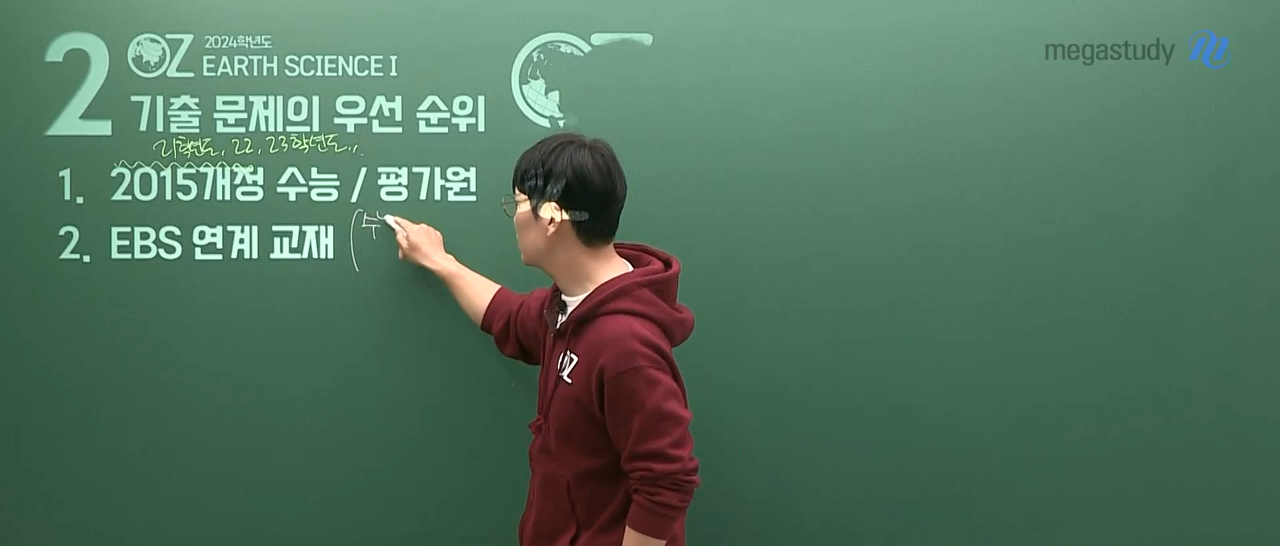 2
OZ
2024학년도
EARTH SCIENCE I
기출 문제의 우선 순위
21학년도, 22, 23학년도...
1. 2015개정 수능 / 평가원
2. EBS 연계 교재 (수
megastudy
OZ